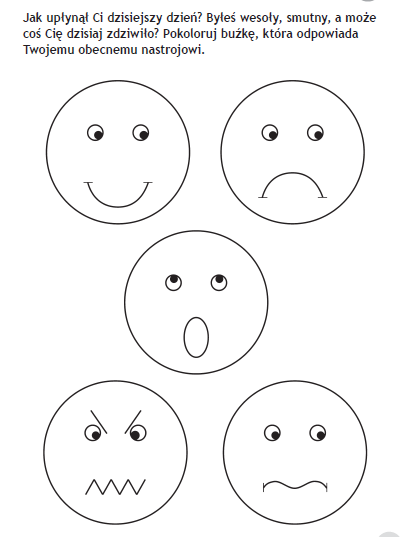 Jak upłynął Ci dzisiejszy dzień? Byłeś wesoły, smutny, a może
coś Cię dzisiaj zdziwiło? Pokoloruj buźkę, która odpowiada
Twojemu obecnemu nastrojowi.